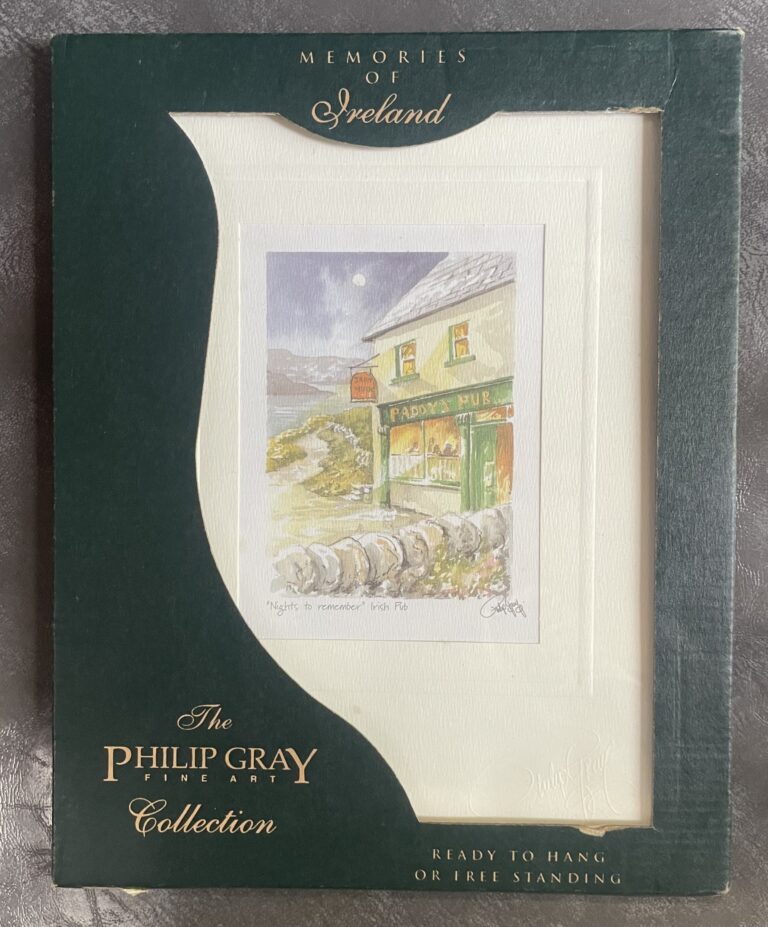 MEMORIES
OF
Ireland
PADDY'S PUB
"Nights to remember" Irish Pub
The
PHILIP GRAY
FINE ART
Collection
READY TO HANG
OR FREE STANDING